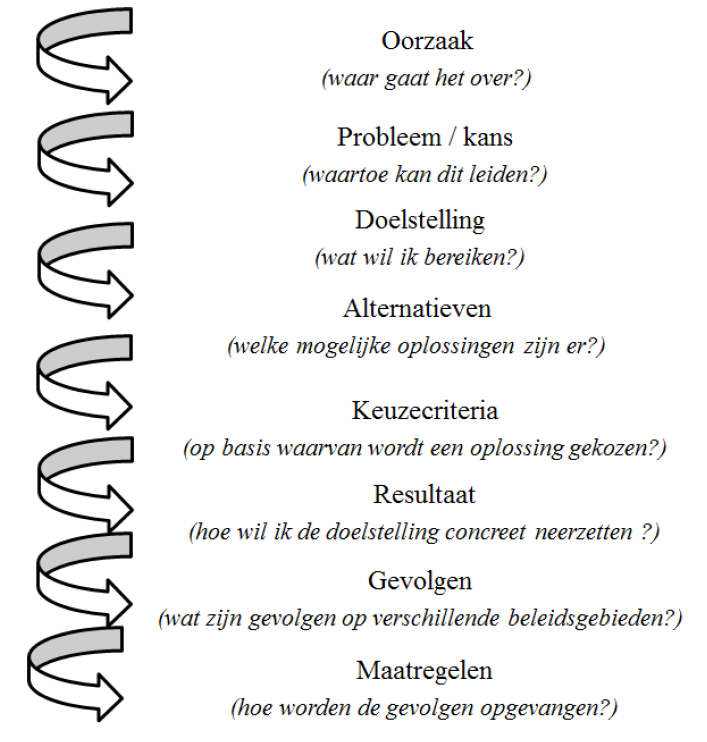 Oorzaak
(waar gaat het over?)
Probleem / kans
(waartoe kan dit leiden?)
Doelstelling
(wat wil ik bereiken?)
Alternatieven
(welke mogelijke oplossingen zijn er?)
Keuzecriteria
(op basis waarvan wordt een oplossing gekozen?)
Resultaat
(hoe wil ik de doelstelling concreet neerzetten ?)
Gevolgen
(wat zijn gevolgen op verschillende beleidsgebieden?)
Maatregelen
(hoe worden de gevolgen opgevangen?)